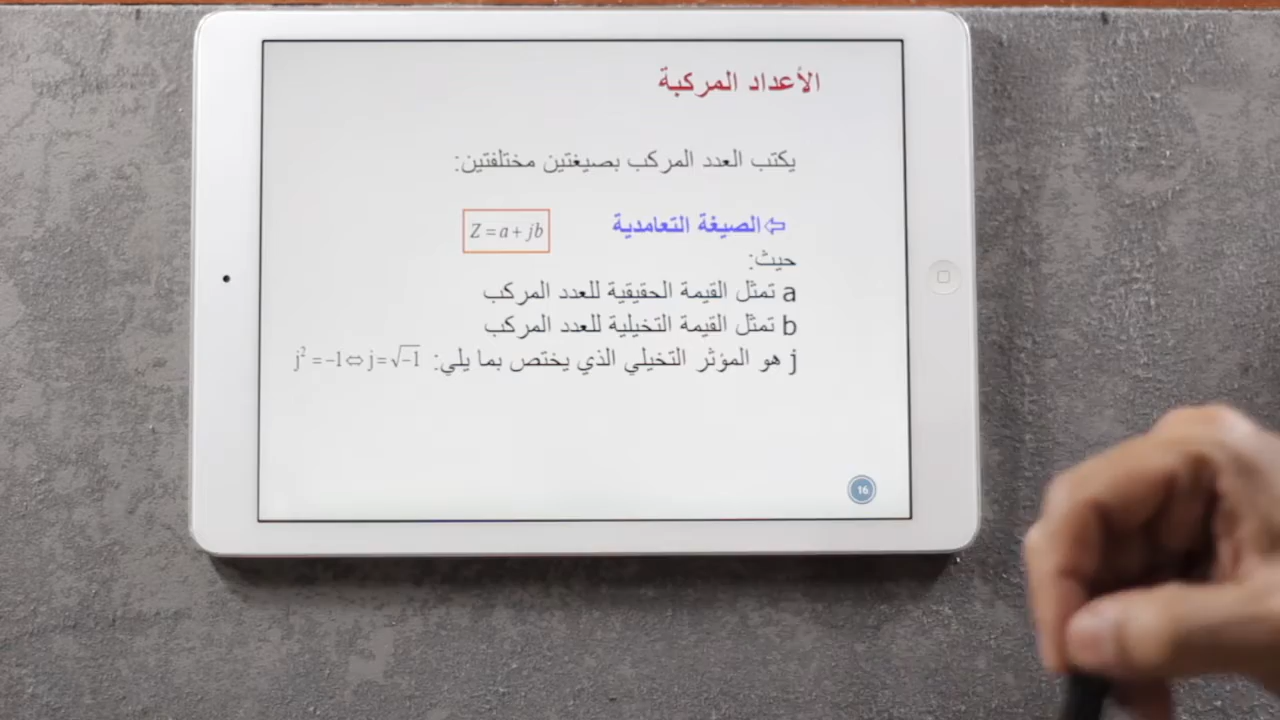 الأعداد المركبة
يكتب العدد المركب بصيغتين مختلفتين:
⇦الصيغة التعامدية Z = a + jb
حيث:
a تمثل القيمة الحقيقية للعدد المركب
b تمثل القيمة التخيلية للعدد المركب
j هو المؤثر التخيلي الذي يختص بما يلي: j² = −1 ⇔ j = √−1
16